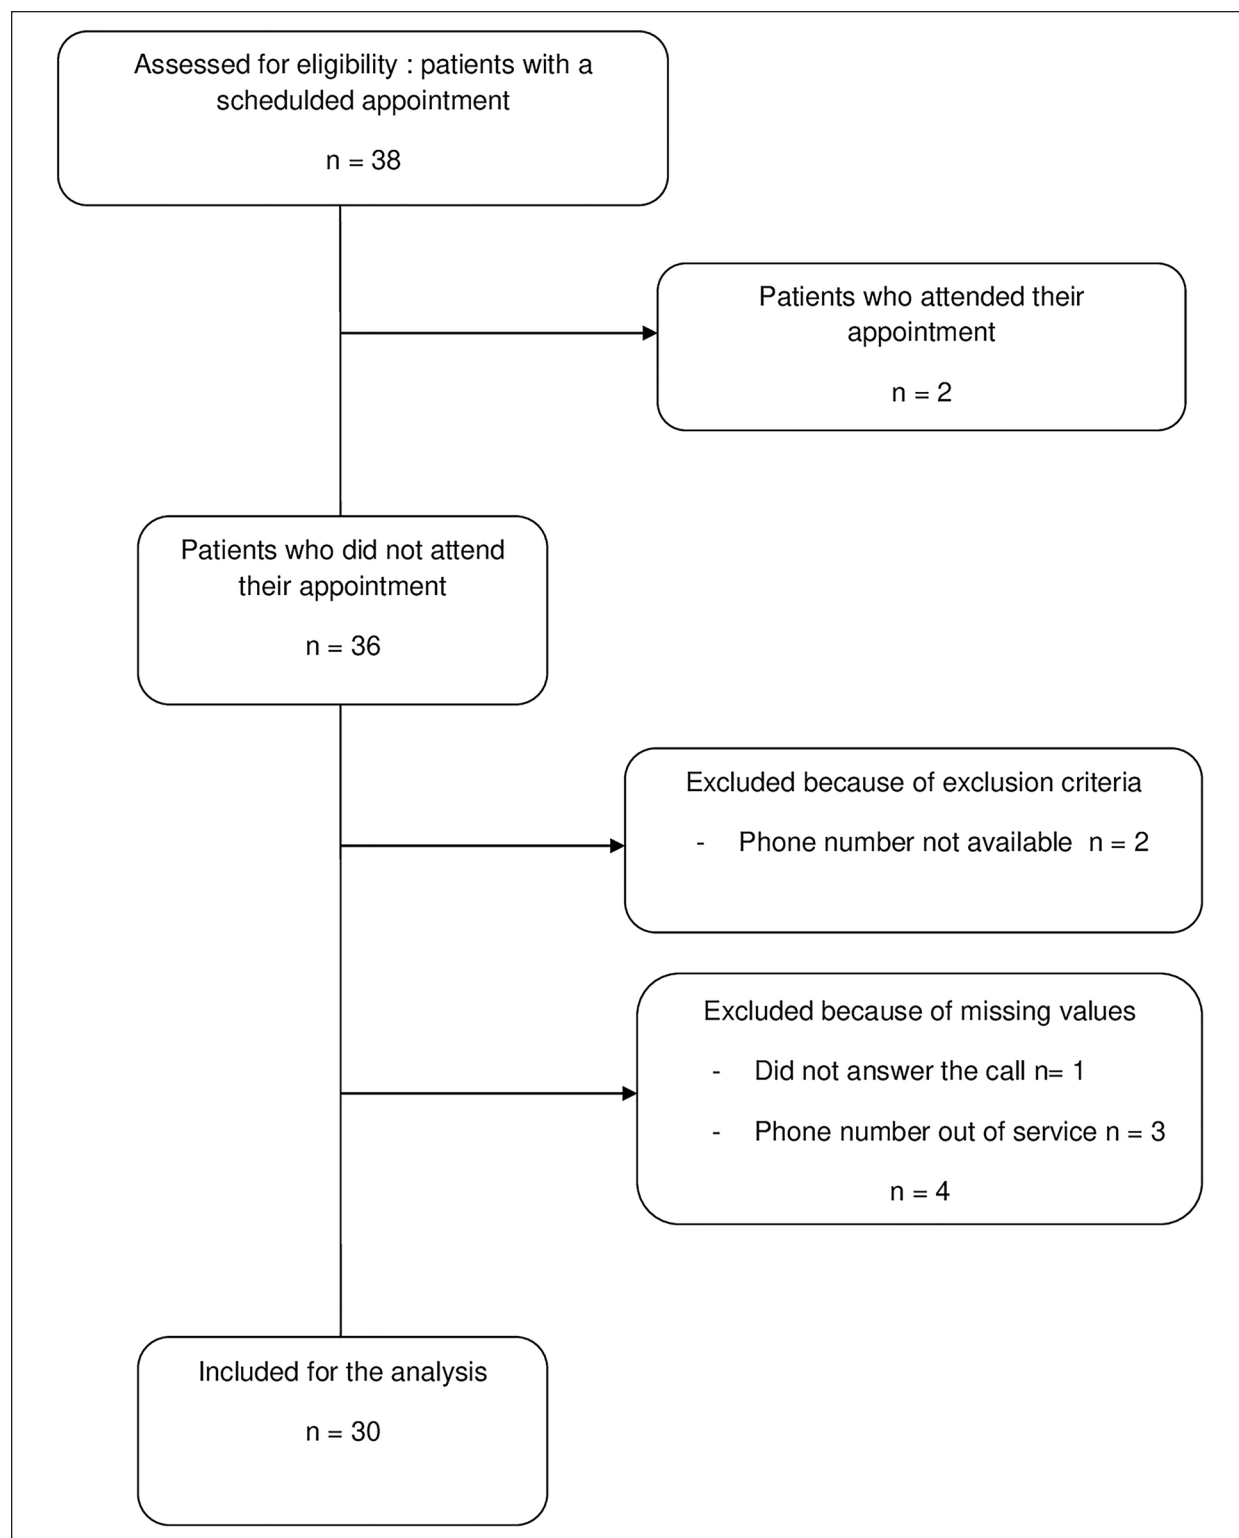 Assessed for eligibility : patients with a
schedulded appointment
n = 38
Patients who attended their
appointment
n = 2
Patients who did not attend
their appointment
n = 36
Excluded because of exclusion criteria
- Phone number not available n = 2
Excluded because of missing values
- Did not answer the call n= 1
- Phone number out of service n = 3
n = 4
Included for the analysis
n = 30